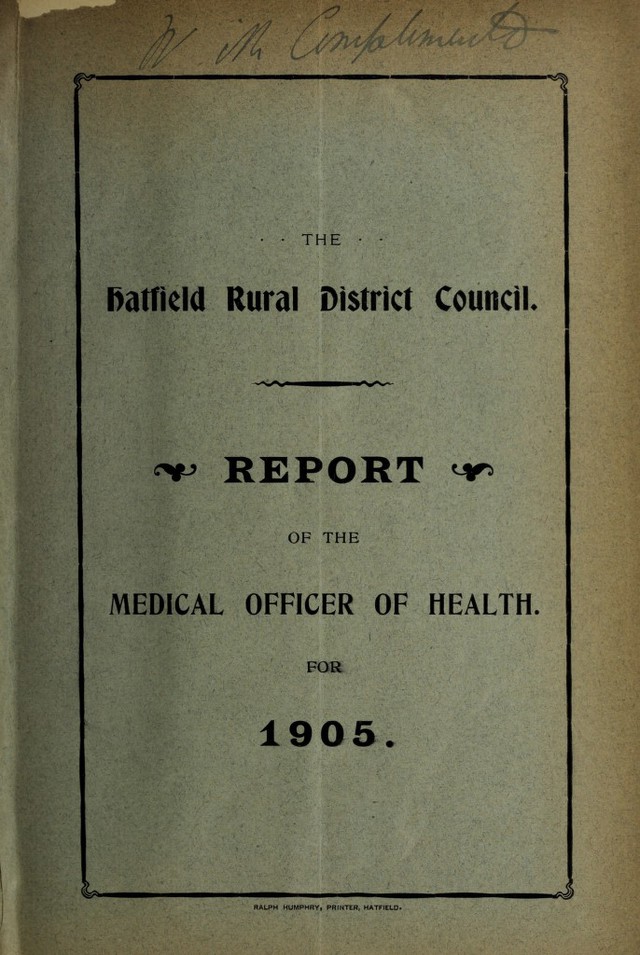 With Compliments
· · THE · ·
Hatfield Rural District Council.
REPORT
OF THE
MEDICAL OFFICER OF HEALTH.
FOR
1905.
RALPH HUMPHRY, PRINTER, HATFIELD.